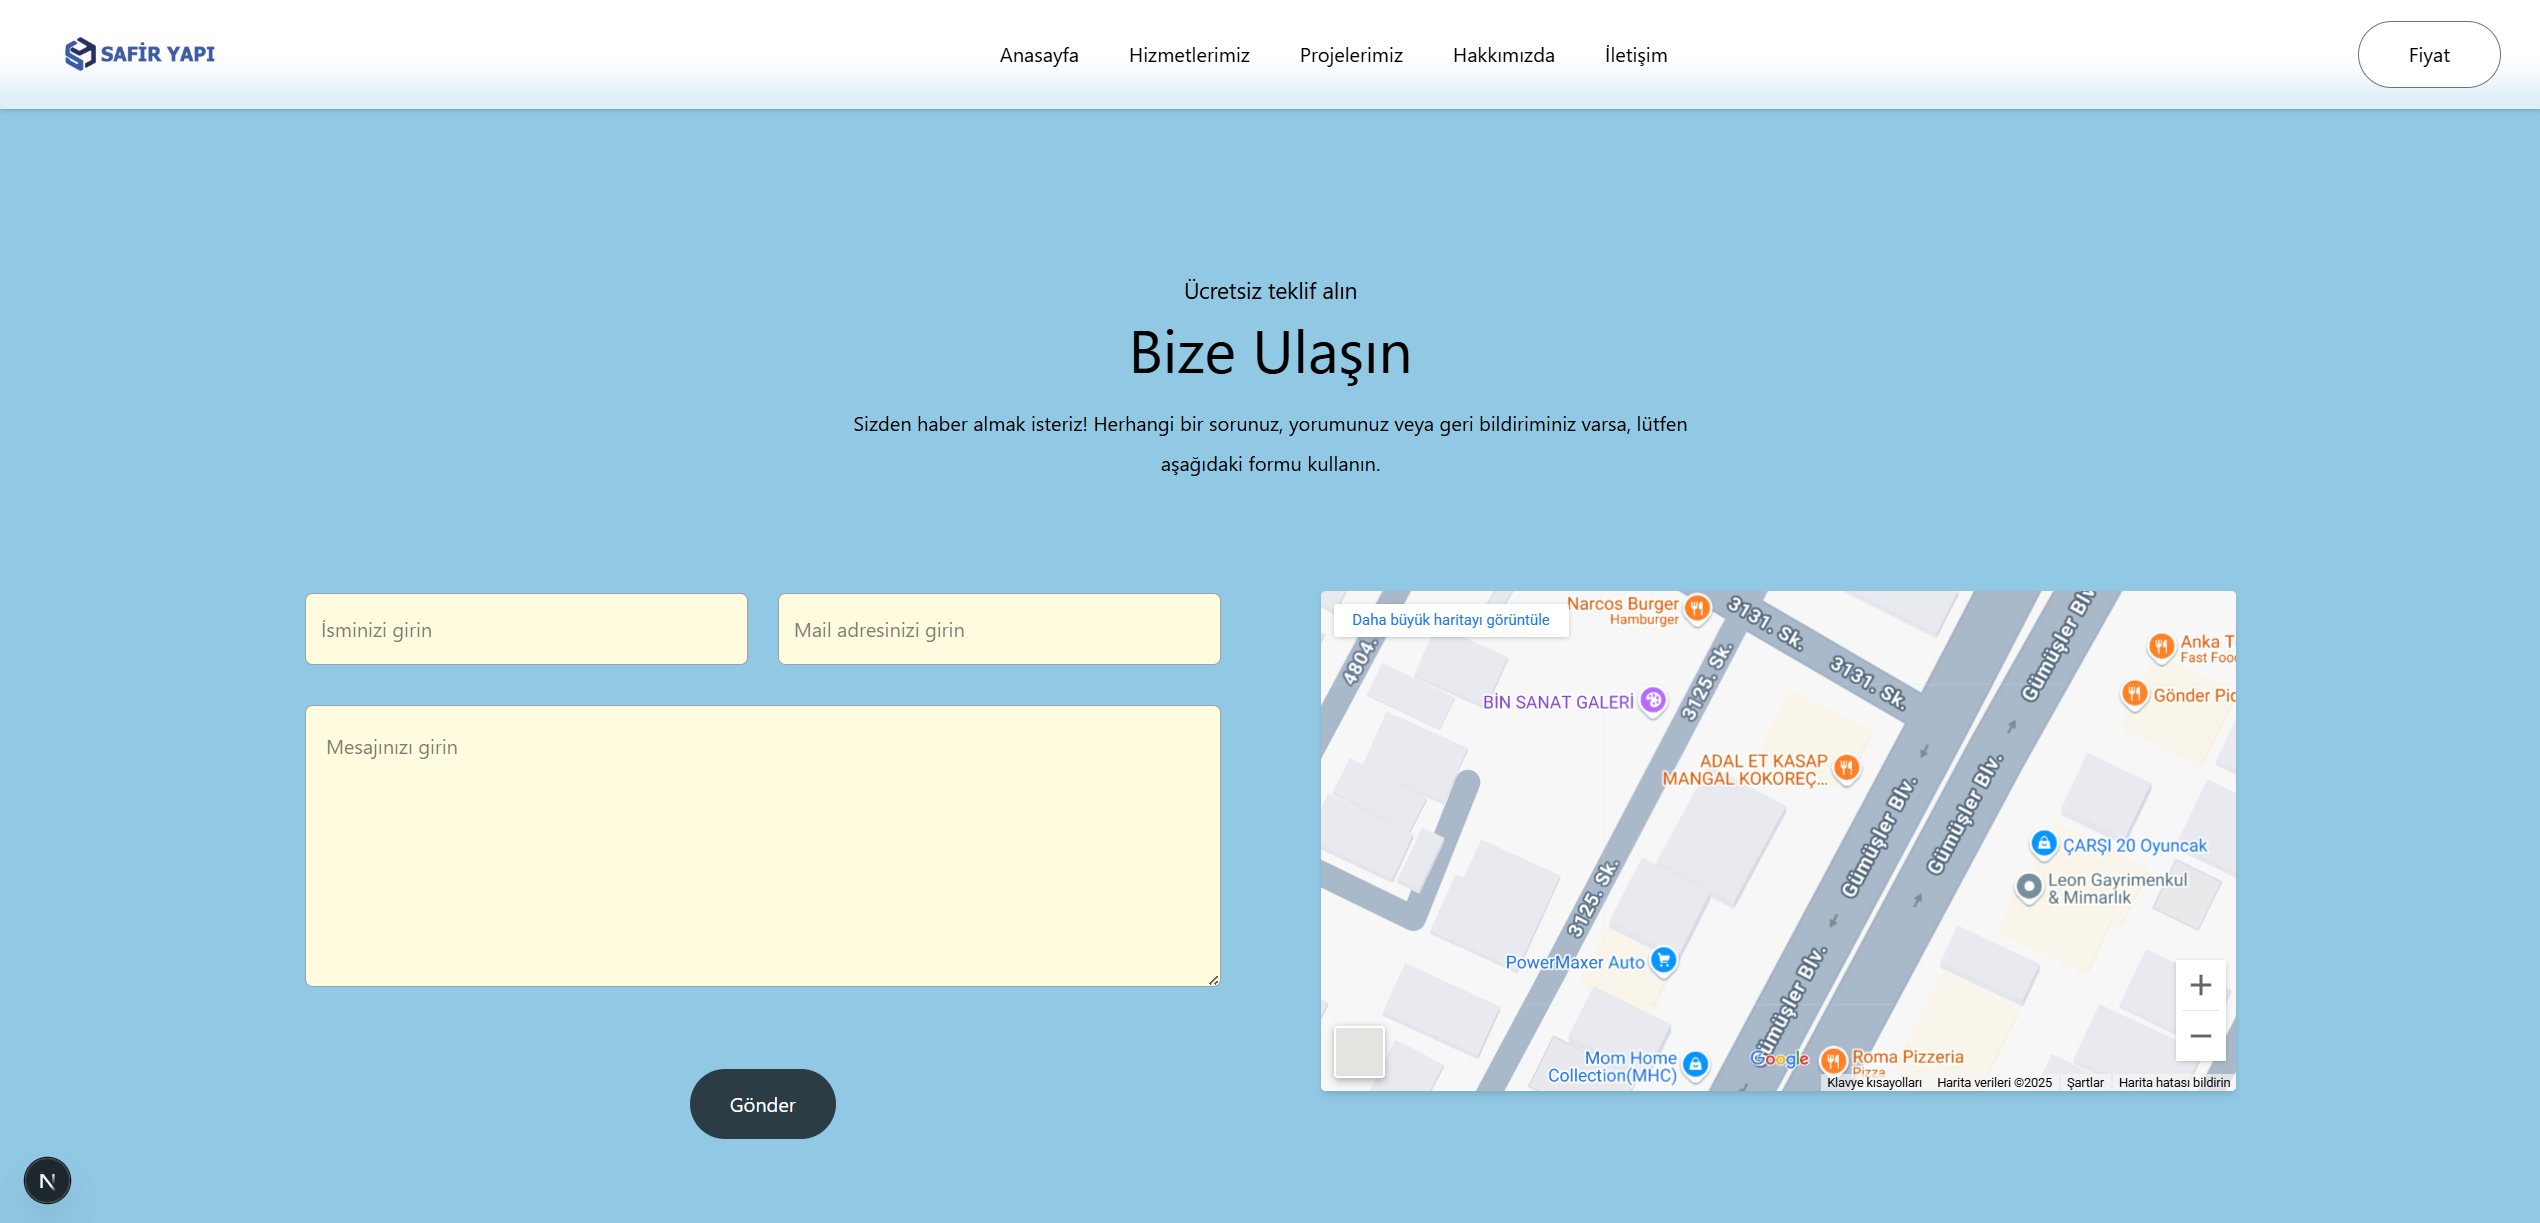 SAFİR YAPI
Anasayfa Hizmetlerimiz Projelerimiz Hakkımızda İletişim
Fiyat
Ücretsiz teklif alın
Bize Ulaşın
Sizden haber almak isteriz! Herhangi bir sorunuz, yorumunuz veya geri bildiriminiz varsa, lütfen
aşağıdaki formu kullanın.
İsminizi girin
Mail adresinizi girin
Mesajınızı girin
Gönder
N
Daha büyük haritayı görüntüle
Narcos Burger
Hamburger
3131. Sk.
3131. Sk.
4804.
3125. Sk.
Gümüşler Blv
Anka T
Fast Foo
Gönder Pi
BİN SANAT GALERİ
ADAL ET KASAP
MANGAL KOKOREÇ...
Gümüşler Blv.
Gümüşler Blv.
ÇARŞI 20 Oyuncak
Leon Gayrimenkul
& Mimarlık
3125. Sk.
PowerMaxer Auto
Gümüşler Blv.
Mom Home
Collection(MHC)
Google
Roma Pizzeria
Pizza
Klavye kısayolları Harita verileri ©2025 Şartlar Harita hatası bildirin